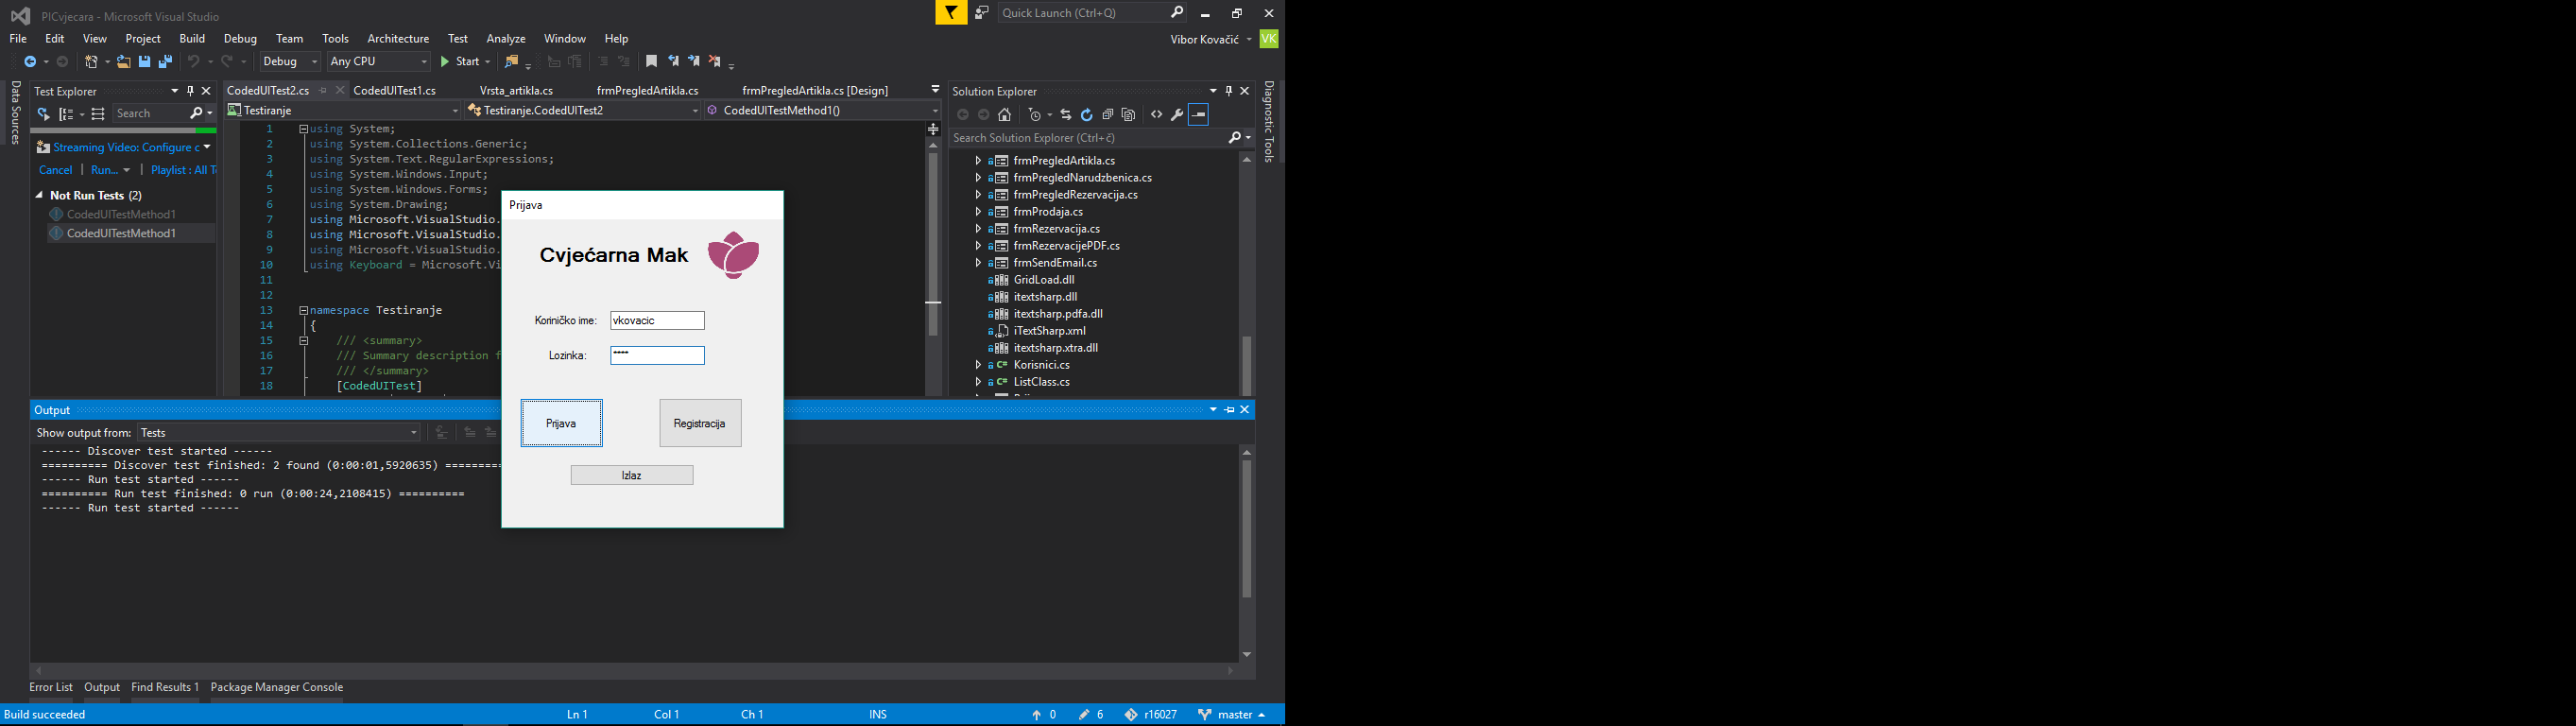 PICvjecara - Microsoft Visual Studio
Quick Launch (Ctrl+Q)
File Edit View Project Build Debug Team Tools Architecture Test Analyze Window Help
Vibor Kovačić VK
Debug Any CPU Start
Data Sources
Test Explorer
Search
Streaming Video: Configure c
Cancel | Run... | Playlist : All T
Not Run Tests (2)
CodedUITestMethod1
CodedUITestMethod1
CodedUITest2.cs CodedUITest1.cs Vrsta_artikla.cs frmPregledArtikla.cs frmPregledArtikla.cs [Design]
Testiranje Testiranje.CodedUITest2 CodedUITestMethod1()
1 using System;
2 using System.Collections.Generic;
3 using System.Text.RegularExpressions;
4 using System.Windows.Input;
5 using System.Windows.Forms;
6 using System.Drawing;
7 using Microsoft.VisualStudio.
8 using Microsoft.VisualStudio.
9 using Microsoft.VisualStudio.
10 using Keyboard = Microsoft.Vi
11
12
13 namespace Testiranje
14 {
15 /// <summary>
16 /// Summary description f
17 /// </summary>
18 [CodedUITest]
Prijava
Cvjećarna Mak
Koriničko ime: vkovacic
Lozinka: ****
Prijava Registracija
Izlaz
Solution Explorer
Search Solution Explorer (Ctrl+č)
frmPregledArtikla.cs
frmPregledNarudzbenica.cs
frmPregledRezervacija.cs
frmProdaja.cs
frmRezervacija.cs
frmRezervacijePDF.cs
frmSendEmail.cs
GridLoad.dll
itextsharp.dll
itextsharp.pdfa.dll
iTextSharp.xml
itextsharp.xtra.dll
Korisnici.cs
ListClass.cs
Diagnostic Tools
Output
Show output from: Tests
------ Discover test started ------
========== Discover test finished: 2 found (0:00:01,5920635) ==========
------ Run test started ------
========== Run test finished: 0 run (0:00:24,2108415) ==========
------ Run test started ------
Error List Output Find Results 1 Package Manager Console
Build succeeded Ln 1 Col 1 Ch 1 INS 0 6 r16027 master